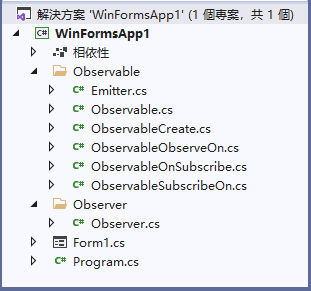 解決方案 'WinFormsApp1' (1 個專案，共 1 個)
C# WinFormsApp1
相依性
Observable
C# Emitter.cs
C# Observable.cs
C# ObservableCreate.cs
C# ObservableObserveOn.cs
C# ObservableOnSubscribe.cs
C# ObservableSubscribeOn.cs
Observer
C# Observer.cs
Form1.cs
C# Program.cs